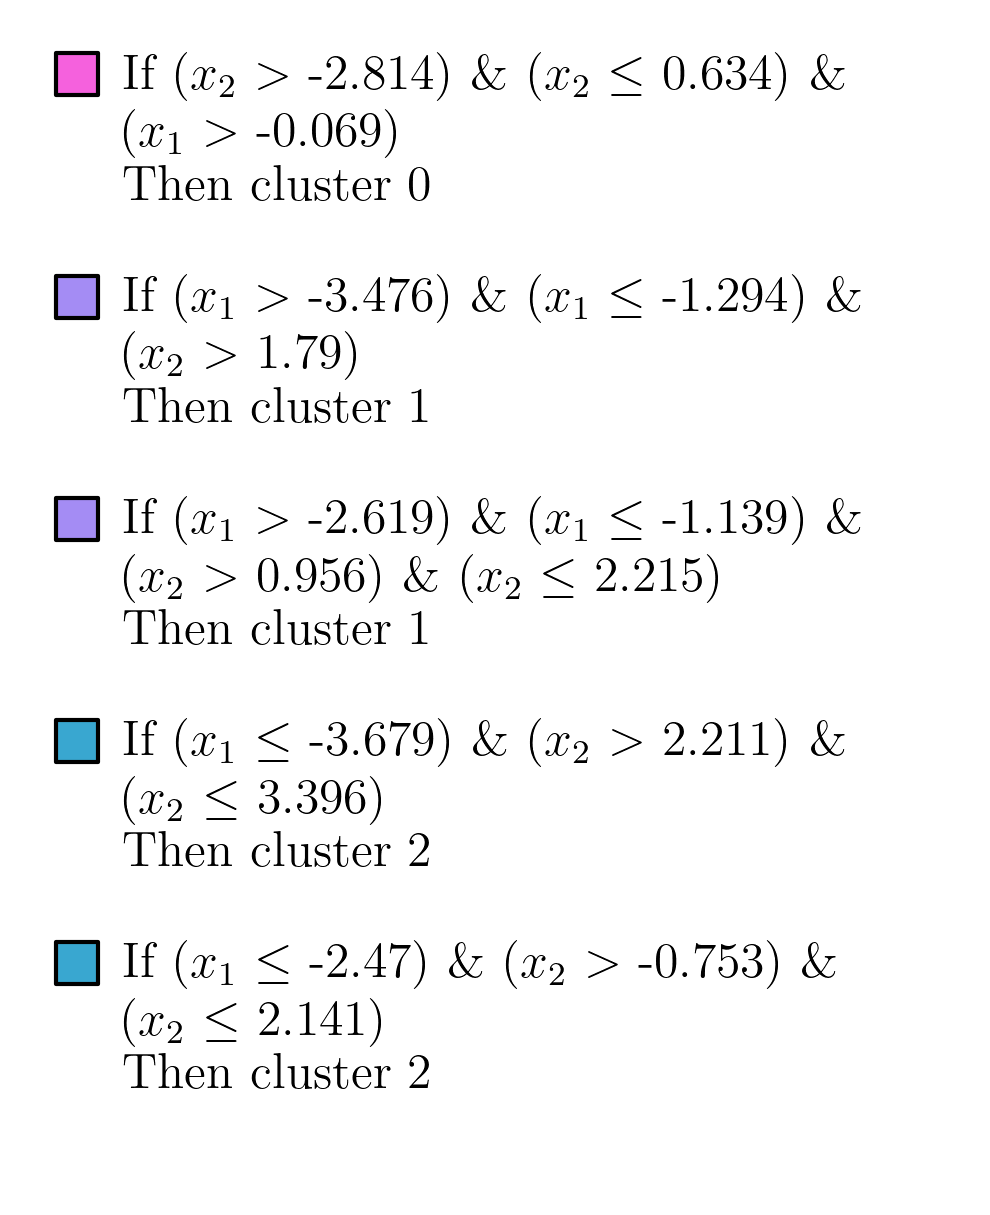 If (x₂ > -2.814) & (x₂ ≤ 0.634) &
(x₁ > -0.069)
Then cluster 0
If (x₁ > -3.476) & (x₁ ≤ -1.294) &
(x₂ > 1.79)
Then cluster 1
If (x₁ > -2.619) & (x₁ ≤ -1.139) &
(x₂ > 0.956) & (x₂ ≤ 2.215)
Then cluster 1
If (x₁ ≤ -3.679) & (x₂ > 2.211) &
(x₂ ≤ 3.396)
Then cluster 2
If (x₁ ≤ -2.47) & (x₂ > -0.753) &
(x₂ ≤ 2.141)
Then cluster 2